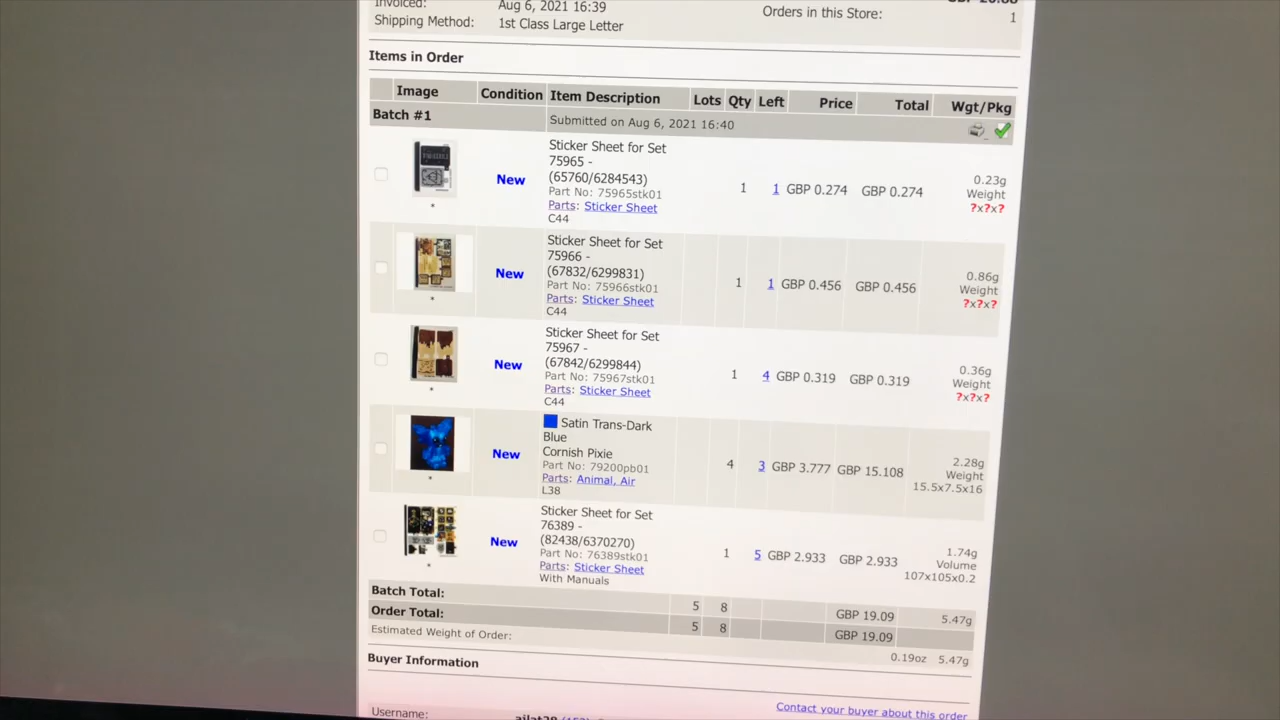 Invoiced: Aug 6, 2021 16:39
Orders in this Store: 1
Shipping Method: 1st Class Large Letter
Items in Order
Image Condition Item Description Lots Qty Left Price Total Wgt/Pkg
Batch #1 Submitted on Aug 6, 2021 16:40
Sticker Sheet for Set
75965 -
(65760/6284543)
Part No: 75965stk01
Parts: Sticker Sheet
C44
New 1 1 GBP 0.274 GBP 0.274
0.23g
Weight
?x?x?
Sticker Sheet for Set
75966 -
(67832/6299831)
Part No: 75966stk01
Parts: Sticker Sheet
C44
New 1 1 GBP 0.456 GBP 0.456
0.86g
Weight
?x?x?
Sticker Sheet for Set
75967 -
(67842/6299844)
Part No: 75967stk01
Parts: Sticker Sheet
C44
New 1 4 GBP 0.319 GBP 0.319
0.36g
Weight
?x?x?
Satin Trans-Dark
Blue
Cornish Pixie
Part No: 79200pb01
Parts: Animal, Air
L38
New 4 3 GBP 3.777 GBP 15.108
2.28g
Weight
15.5x7.5x16
Sticker Sheet for Set
76389 -
(82438/6370270)
Part No: 76389stk01
Parts: Sticker Sheet
With Manuals
New 1 5 GBP 2.933 GBP 2.933
1.74g
Volume
107x105x0.2
Batch Total: 5 8 GBP 19.09 5.47g
Order Total: 5 8 GBP 19.09
Estimated Weight of Order: 0.19oz 5.47g
Buyer Information
Contact your buyer about this order
Username: